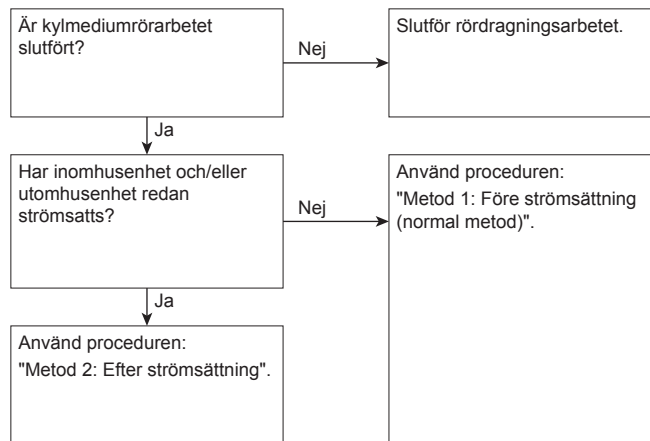 Är kylmediumrörarbetet
slutfört?
Nej
Slutför rördragningsarbetet.
Ja
Har inomhusenhet och/eller
utomhusenhet redan
strömsatts?
Nej
Använd proceduren:
"Metod 1: Före strömsättning
(normal metod)".
Ja
Använd proceduren:
"Metod 2: Efter strömsättning".